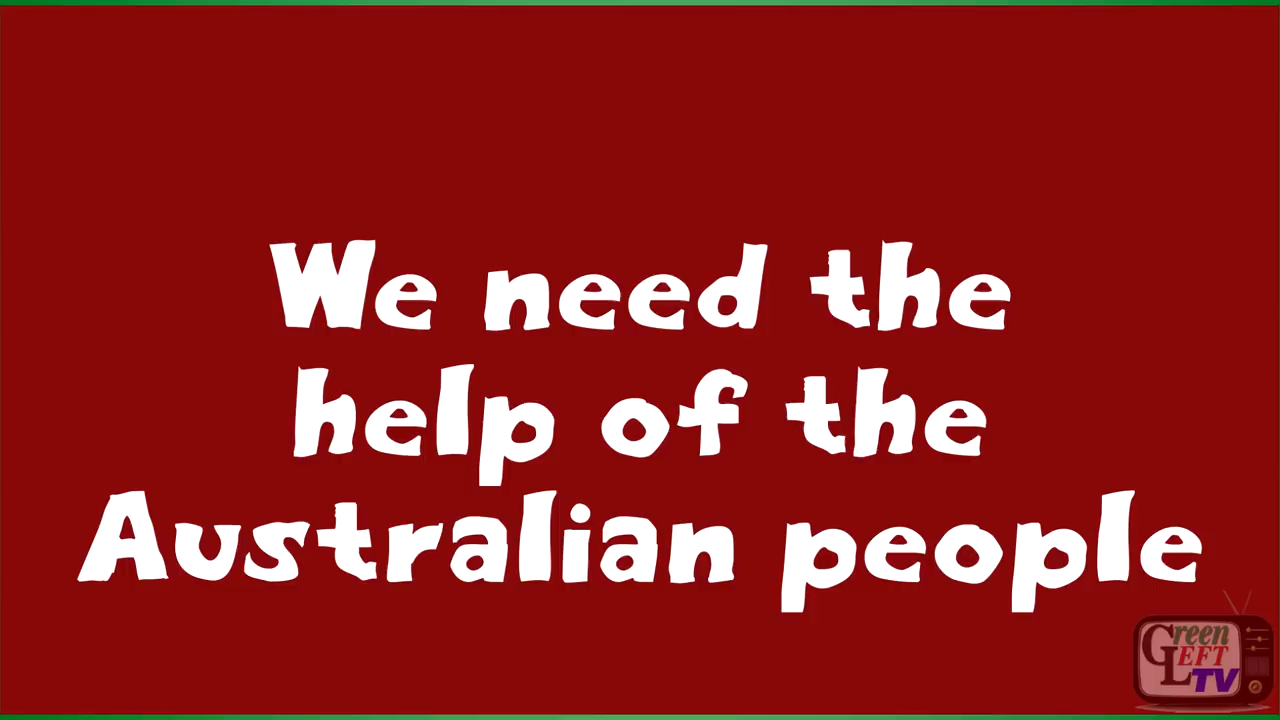 We need the
help of the
Australian people
Green
Left
TV